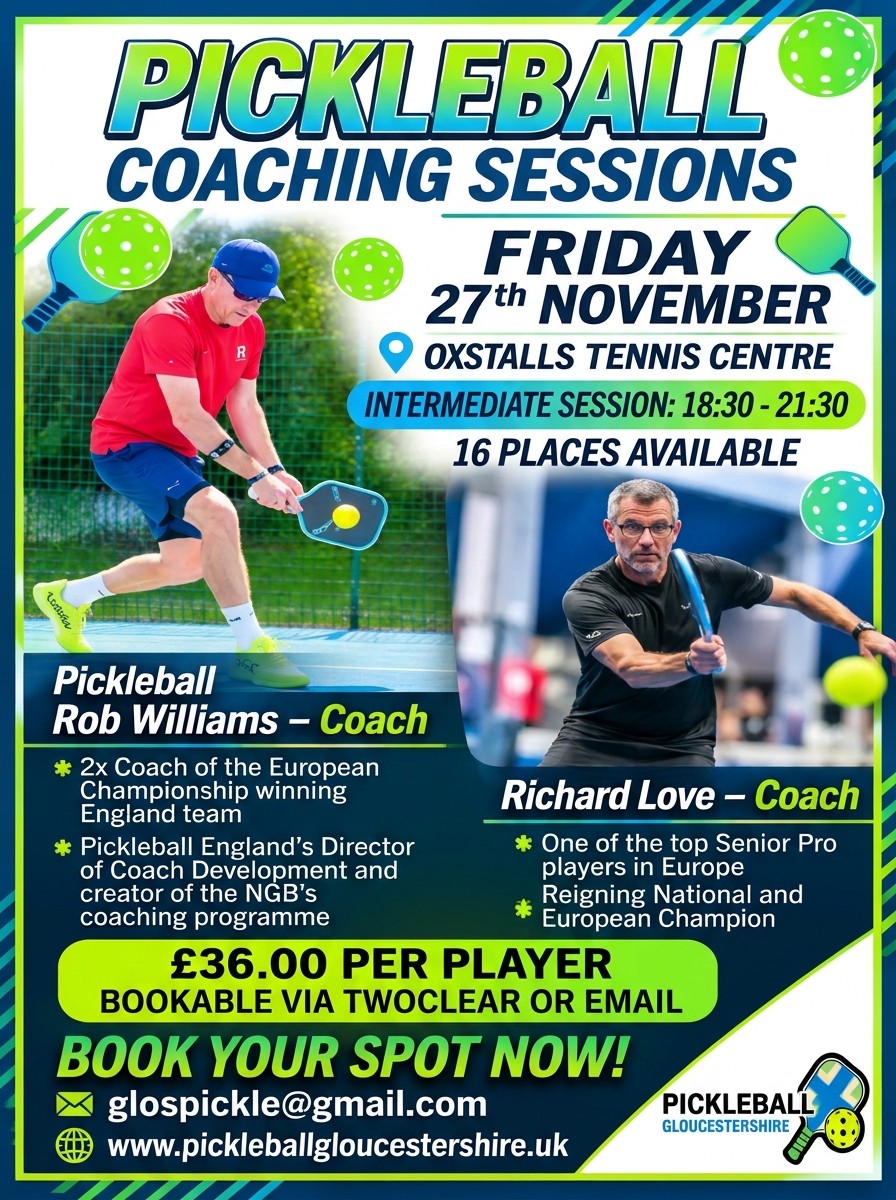 PICKLEBALL
COACHING SESSIONS
FRIDAY
27th NOVEMBER
OXSTALLS TENNIS CENTRE
INTERMEDIATE SESSION: 18:30 - 21:30
16 PLACES AVAILABLE
R
Pickleball
Rob Williams – Coach
2x Coach of the European
Championship winning
England team
Pickleball England's Director
of Coach Development and
creator of the NGB's
coaching programme
Richard Love – Coach
One of the top Senior Pro
players in Europe
Reigning National and
European Champion
£36.00 PER PLAYER
BOOKABLE VIA TWOCLEAR OR EMAIL
BOOK YOUR SPOT NOW!
glospickle@gmail.com
www.pickleballgloucestershire.uk
PICKLEBALL
GLOUCESTERSHIRE